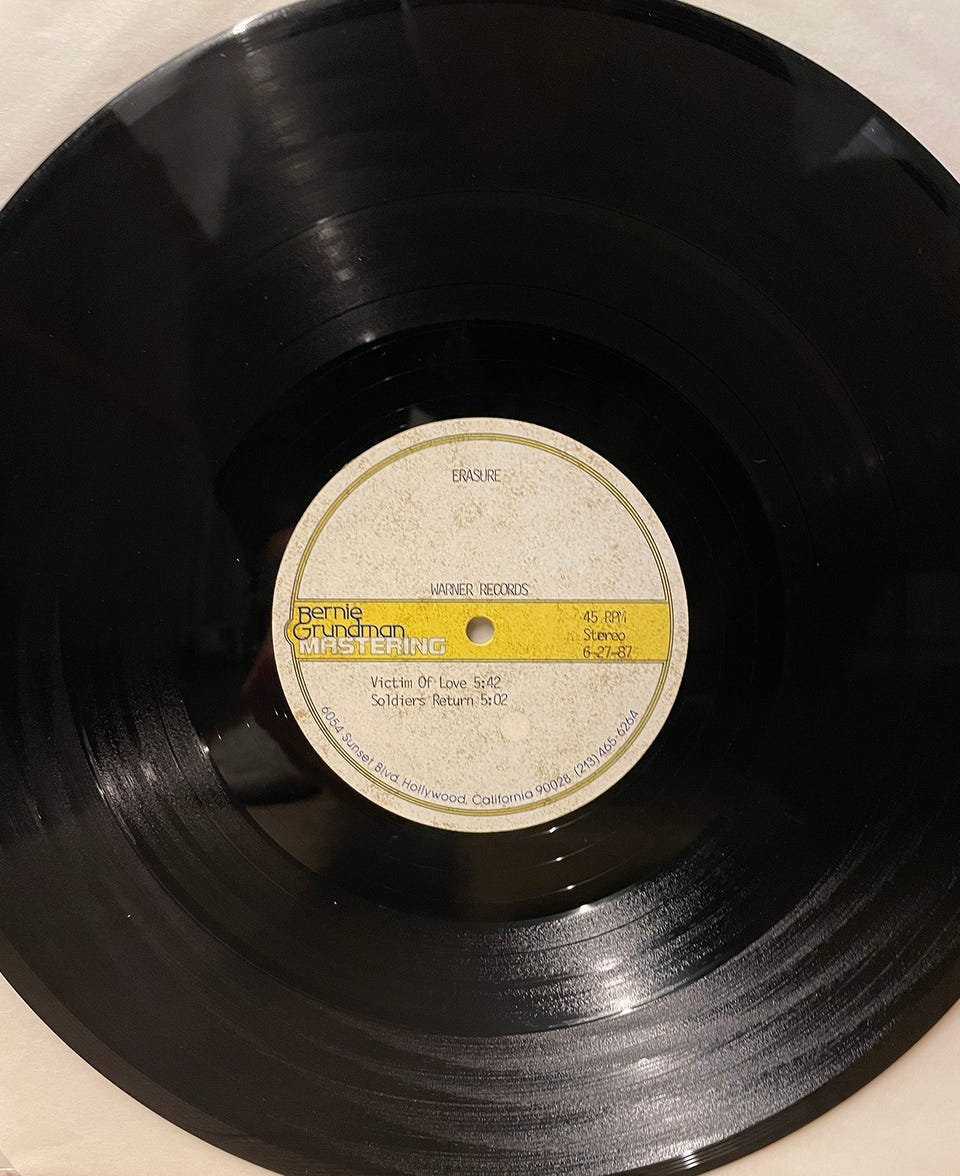 ERASURE
WARNER RECORDS
Bernie
Grundman
MASTERING
45 RPM
Stereo
6-27-87
Victim Of Love 5:42
Soldiers Return 5:02
6054 Sunset Blvd. Hollywood, California 90028 (213) 465-6264